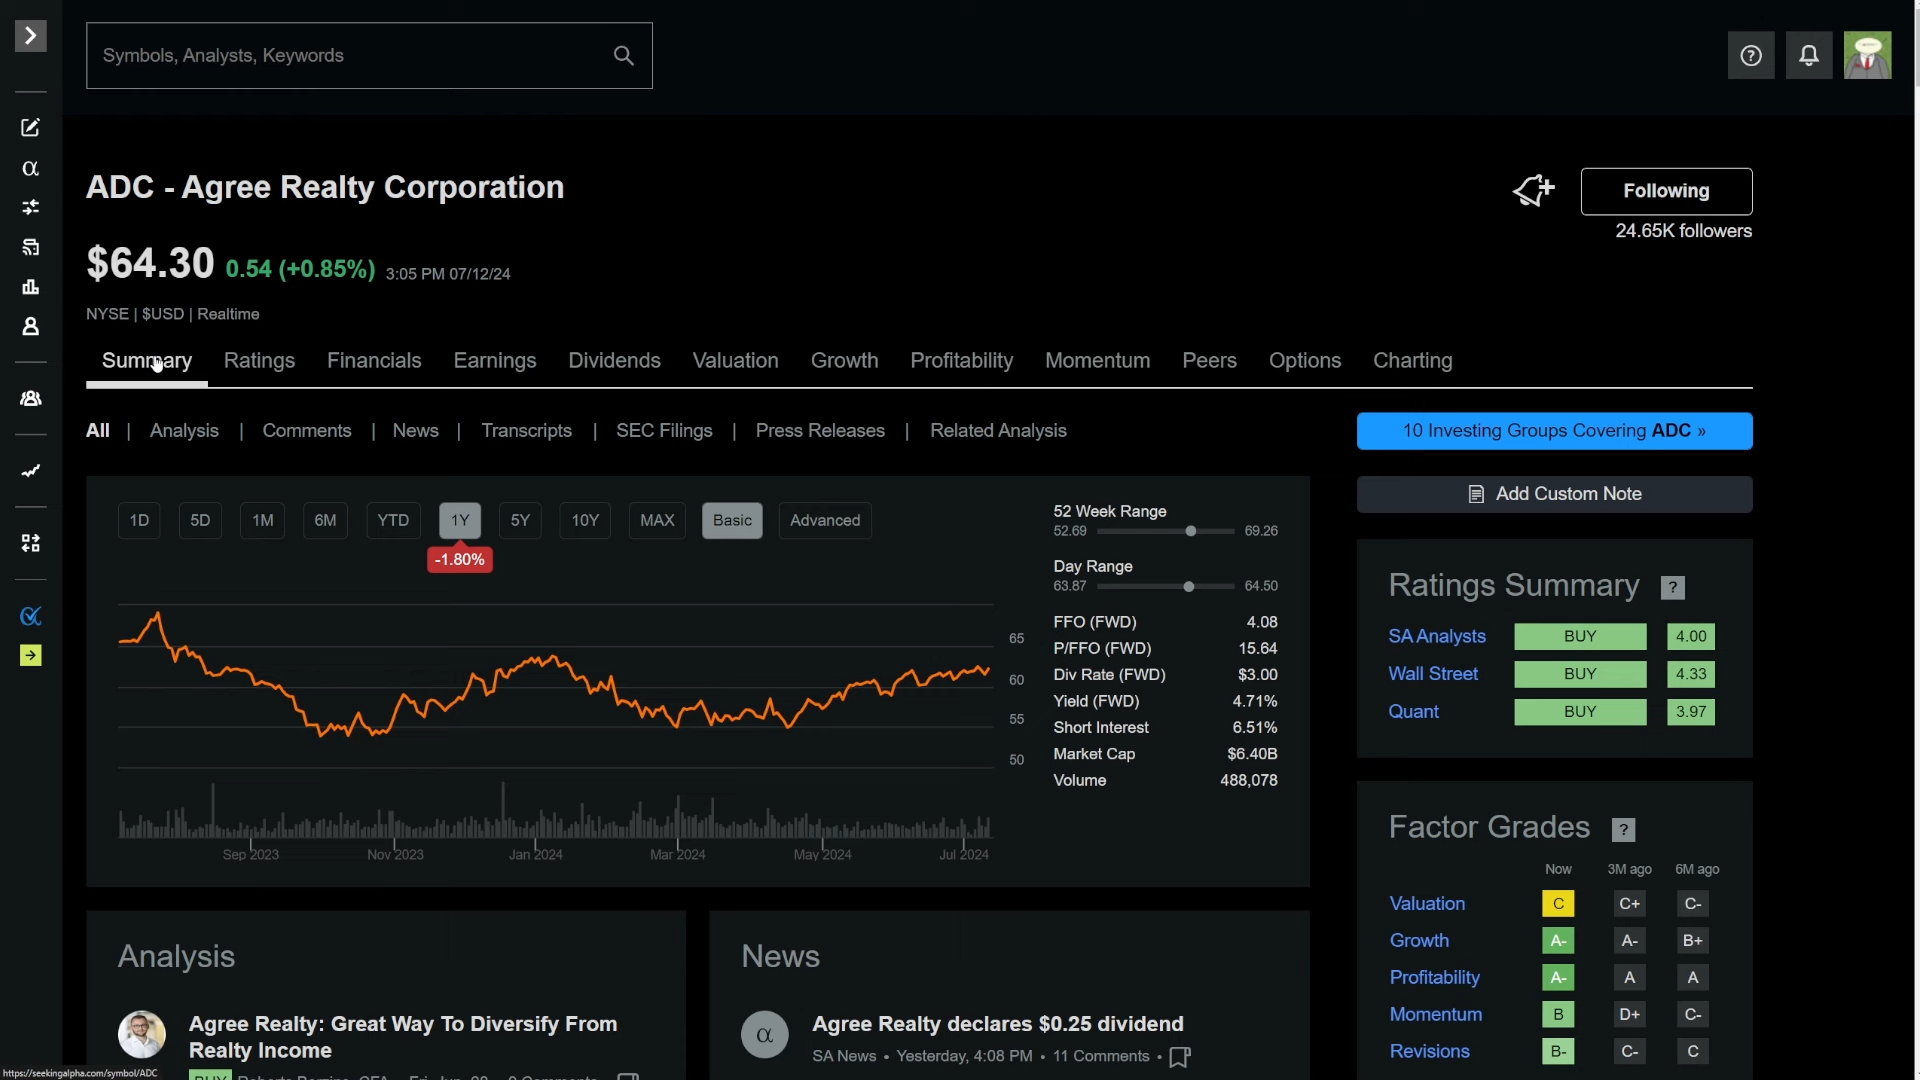 Symbols, Analysts, Keywords
ADC - Agree Realty Corporation
Following
24.65K followers
$64.30 0.54 (+0.85%) 3:05 PM 07/12/24
NYSE | $USD | Realtime
Summary Ratings Financials Earnings Dividends Valuation Growth Profitability Momentum Peers Options Charting
All | Analysis | Comments | News | Transcripts | SEC Filings | Press Releases | Related Analysis
10 Investing Groups Covering ADC »
Add Custom Note
1D 5D 1M 6M YTD 1Y 5Y 10Y MAX Basic Advanced
-1.80%
65
60
55
50
Sep 2023 Nov 2023 Jan 2024 Mar 2024 May 2024 Jul 2024
52 Week Range
52.69 69.26
Day Range
63.87 64.50
FFO (FWD) 4.08
P/FFO (FWD) 15.64
Div Rate (FWD) $3.00
Yield (FWD) 4.71%
Short Interest 6.51%
Market Cap $6.40B
Volume 488,078
Ratings Summary ?
SA Analysts BUY 4.00
Wall Street BUY 4.33
Quant BUY 3.97
Factor Grades ?
Now 3M ago 6M ago
Valuation C C+ C-
Growth A- A- B+
Profitability A- A A
Momentum B D+ C-
Revisions B- C- C
Analysis
Agree Realty: Great Way To Diversify From
Realty Income
BUY
News
α
Agree Realty declares $0.25 dividend
SA News • Yesterday, 4:08 PM • 11 Comments •
https://seekingalpha.com/symbol/ADC